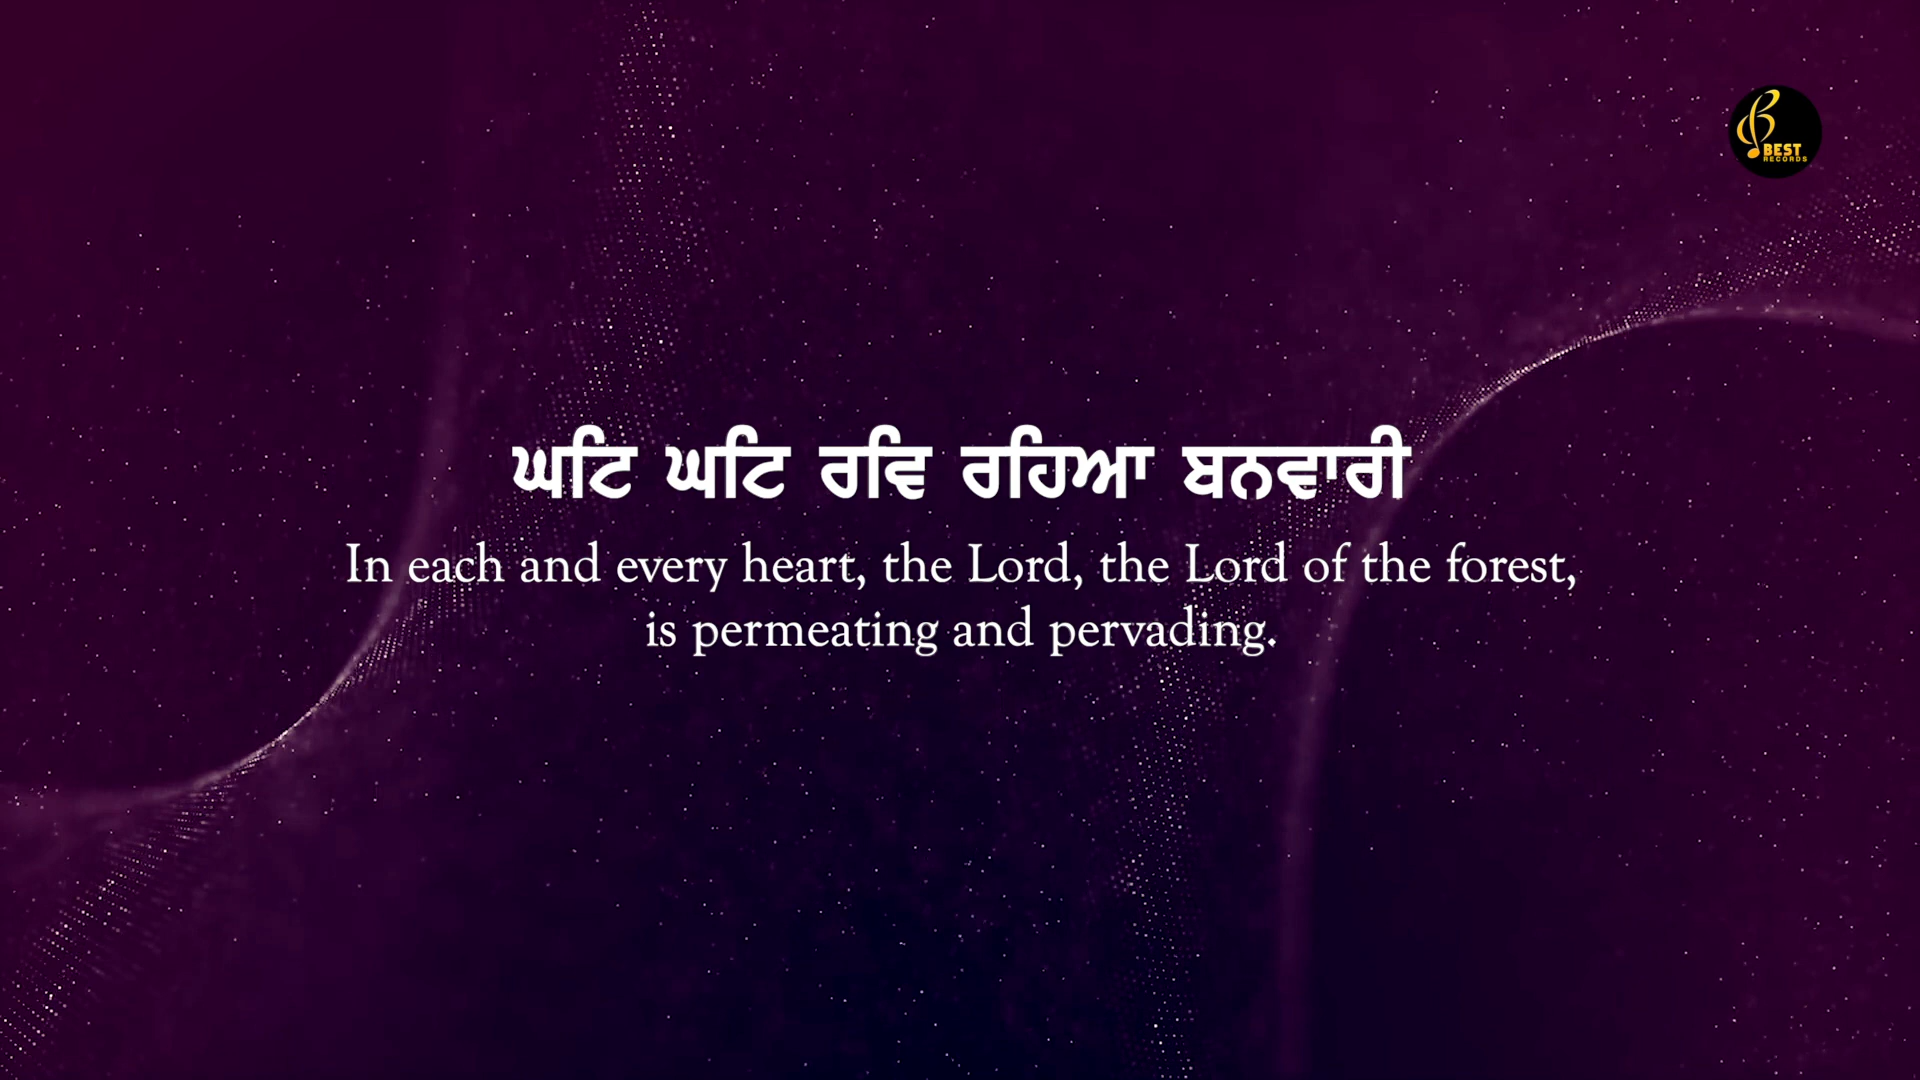 BEST
RECORDS
ਘਟਿ ਘਟਿ ਰਵਿ ਰਹਿਆ ਬਨਵਾਰੀ
In each and every heart, the Lord, the Lord of the forest,
is permeating and pervading.